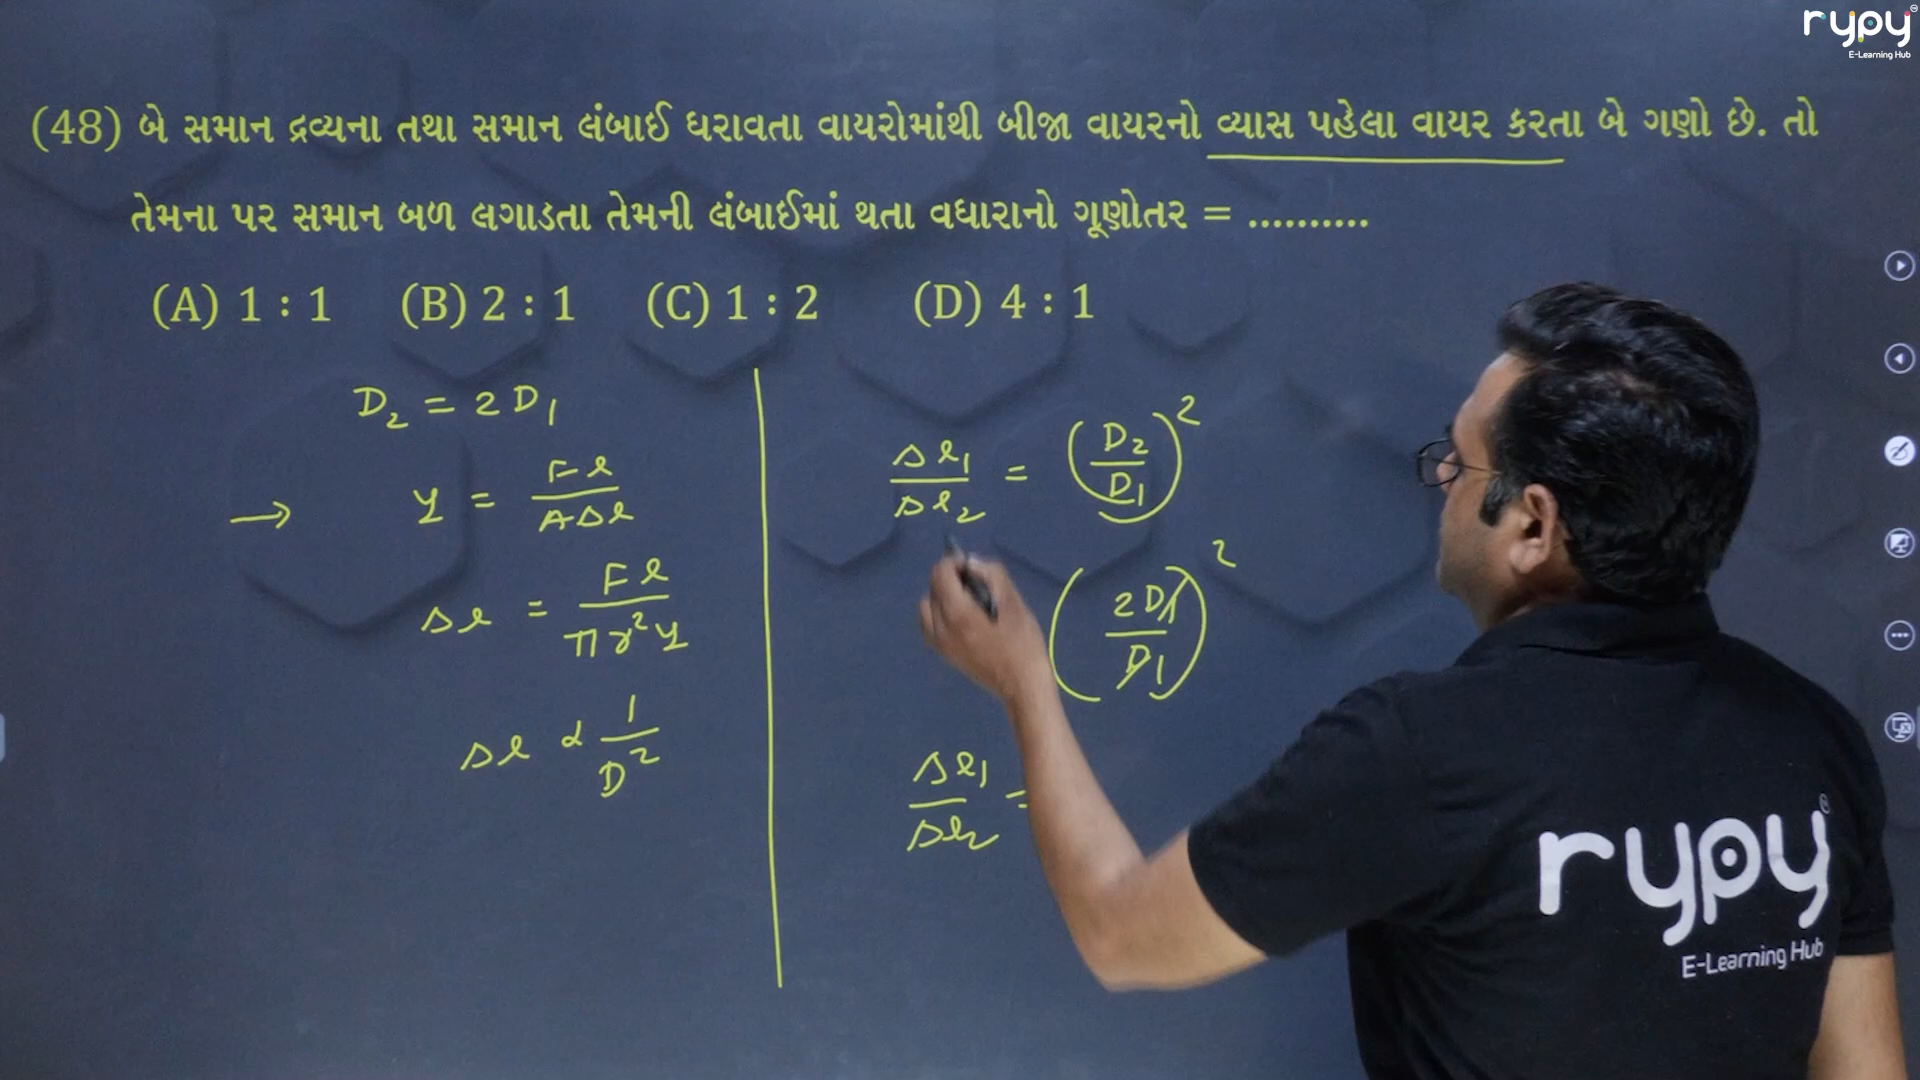 rypy
E-Learning Hub
(48) બે સમાન દ્રવ્યના તથા સમાન લંબાઈ ધરાવતા વાયરોમાંથી બીજા વાયરનો વ્યાસ પહેલા વાયર કરતા બે ગણો છે. તો
તેમના પર સમાન બળ લગાડતા તેમની લંબાઈમાં થતા વધારાનો ગૂણોતર = ..........
(A) 1 : 1 (B) 2 : 1 (C) 1 : 2 (D) 4 : 1
D₂ = 2D₁
→ y = Fl / AΔl
Δl = Fl / πr²y
Δl ∝ 1 / D²
Δl₁ / Δl₂ = (D₂ / D₁)²
(2D₁ / D₁)²
Δl₁ / Δl₂ =
rypy
E-Learning Hub